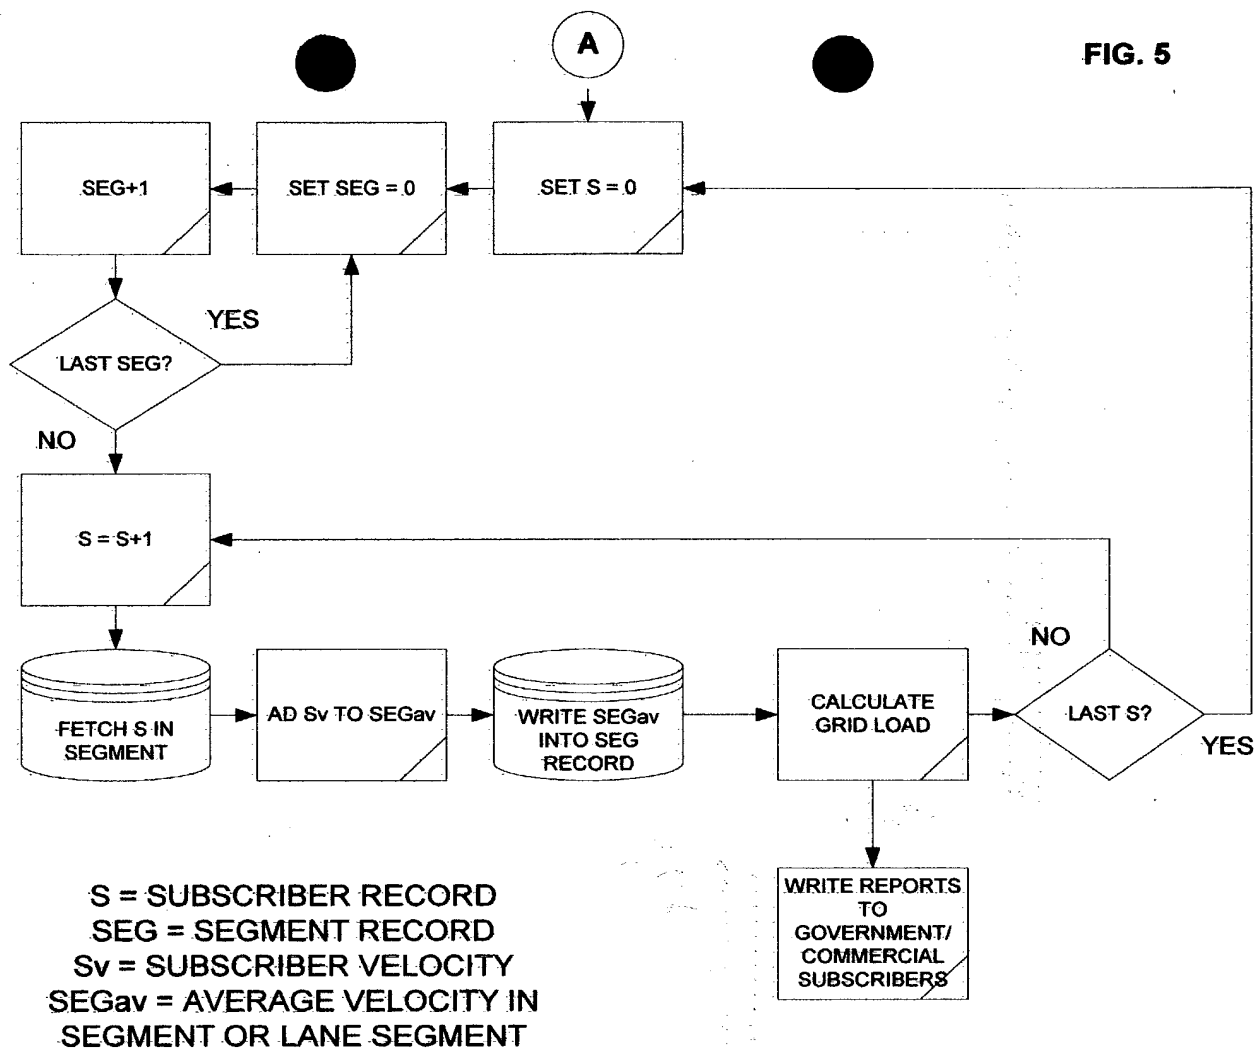 A
FIG. 5
SEG+1
SET SEG = 0
SET S = 0
YES
LAST SEG?
NO
S = S+1
NO
FETCH S IN
SEGMENT
AD Sv TO SEGav
WRITE SEGav
INTO SEG
RECORD
CALCULATE
GRID LOAD
LAST S?
YES
WRITE REPORTS
TO
GOVERNMENT/
COMMERCIAL
SUBSCRIBERS
S = SUBSCRIBER RECORD
SEG = SEGMENT RECORD
Sv = SUBSCRIBER VELOCITY
SEGav = AVERAGE VELOCITY IN
SEGMENT OR LANE SEGMENT